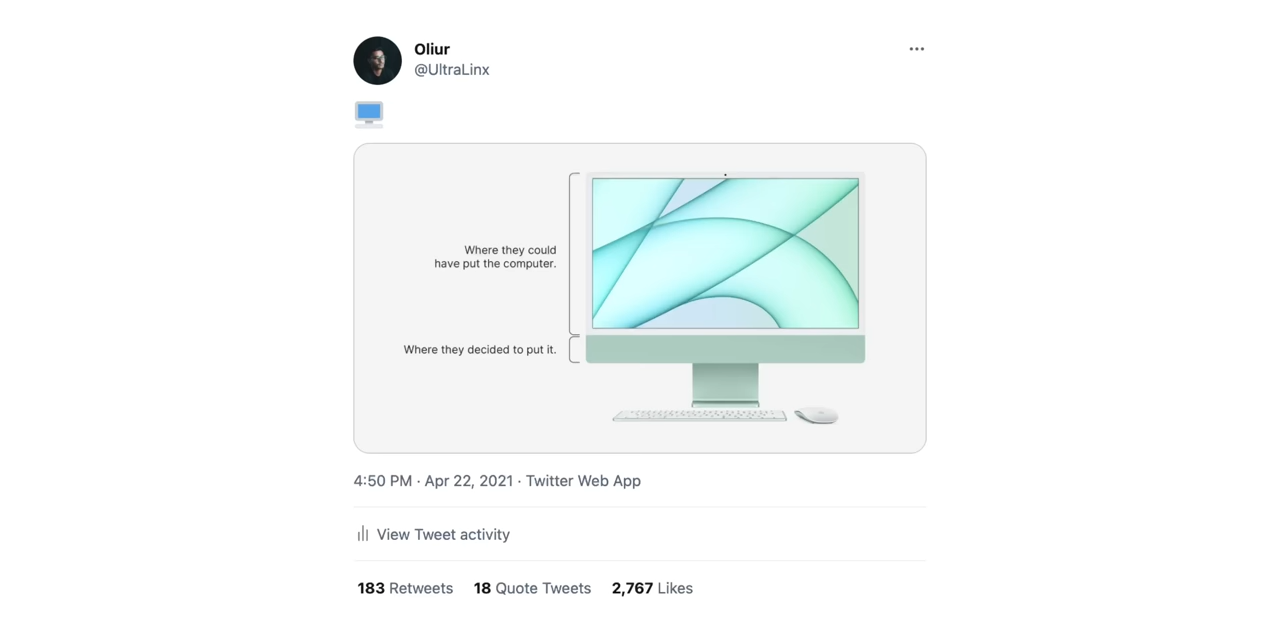 Oliur
@UltraLinx
Where they could
have put the computer.
Where they decided to put it.
4:50 PM · Apr 22, 2021 · Twitter Web App
View Tweet activity
183 Retweets 18 Quote Tweets 2,767 Likes